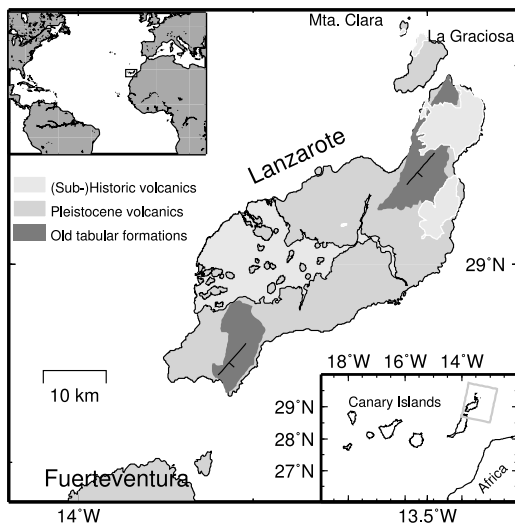 Mta. Clara
La Graciosa
Lanzarote
(Sub-)Historic volcanics
Pleistocene volcanics
Old tabular formations
29°N
10 km
18°W 16°W 14°W
Canary Islands
29°N
28°N
27°N
Africa
Fuerteventura
14°W
13.5°W